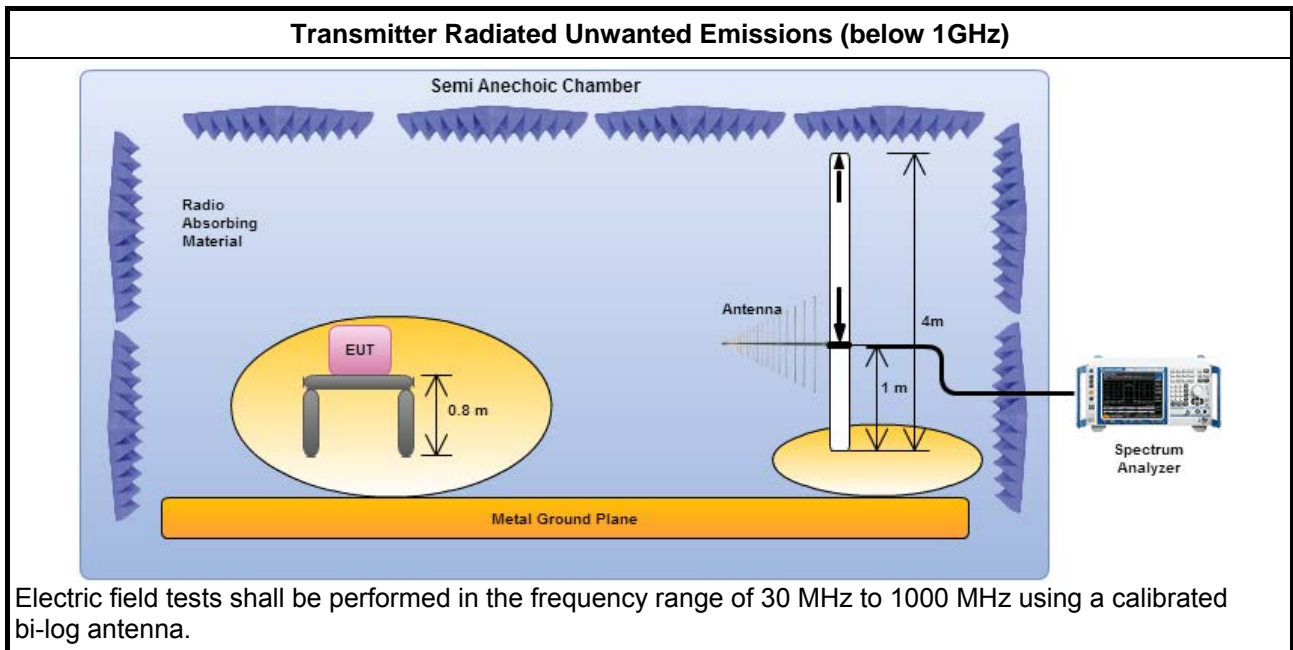 Transmitter Radiated Unwanted Emissions (below 1GHz)
Semi Anechoic Chamber
Radio
Absorbing
Material
Antenna
4m
EUT
1 m
0.8 m
Spectrum
Analyzer
Metal Ground Plane
Electric field tests shall be performed in the frequency range of 30 MHz to 1000 MHz using a calibrated
bi-log antenna.